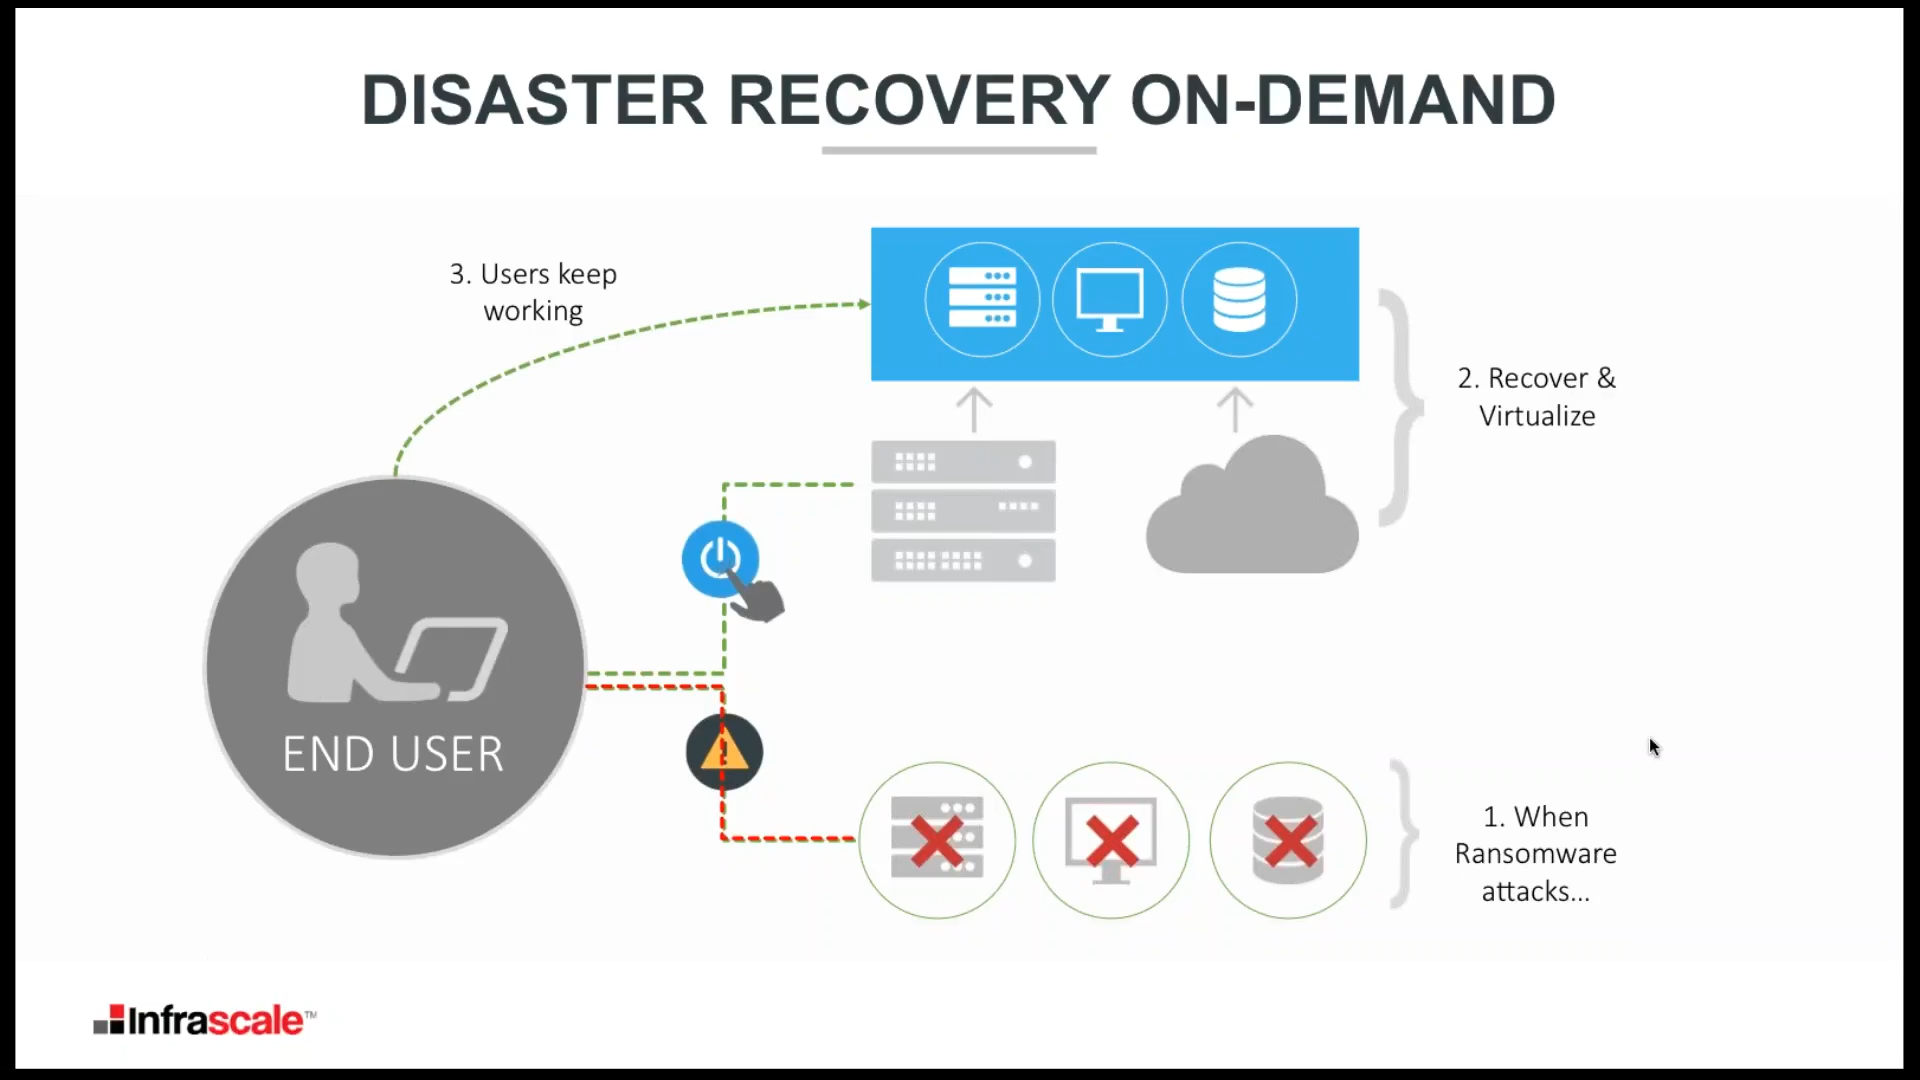 DISASTER RECOVERY ON-DEMAND
3. Users keep
working
2. Recover &
Virtualize
END USER
1. When
Ransomware
attacks...
Infrascale™